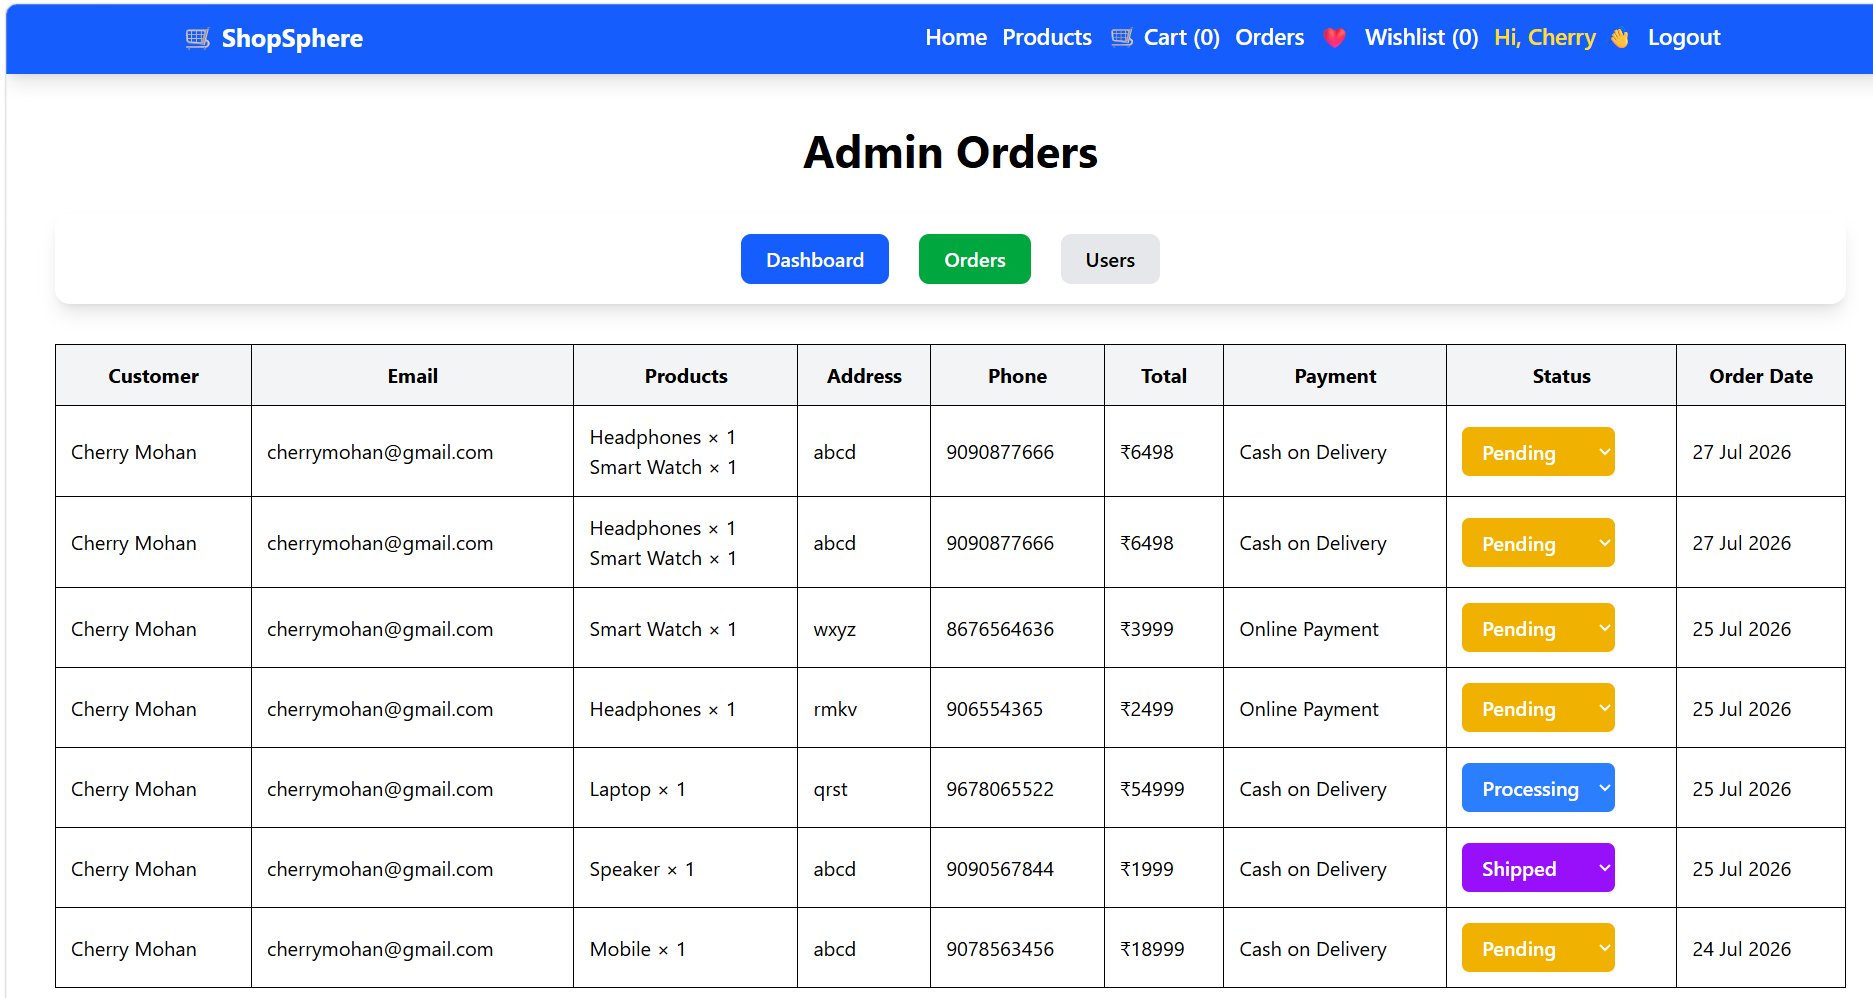 ShopSphere Home Products Cart (0) Orders Wishlist (0) Hi, Cherry Logout
Admin Orders
Dashboard Orders Users
Customer Email Products Address Phone Total Payment Status Order Date
Cherry Mohan cherrymohan@gmail.com Headphones × 1 abcd 9090877666 ₹6498 Cash on Delivery Pending 27 Jul 2026
Smart Watch × 1
Cherry Mohan cherrymohan@gmail.com Headphones × 1 abcd 9090877666 ₹6498 Cash on Delivery Pending 27 Jul 2026
Smart Watch × 1
Cherry Mohan cherrymohan@gmail.com Smart Watch × 1 wxyz 8676564636 ₹3999 Online Payment Pending 25 Jul 2026
Cherry Mohan cherrymohan@gmail.com Headphones × 1 rmkv 906554365 ₹2499 Online Payment Pending 25 Jul 2026
Cherry Mohan cherrymohan@gmail.com Laptop × 1 qrst 9678065522 ₹54999 Cash on Delivery Processing 25 Jul 2026
Cherry Mohan cherrymohan@gmail.com Speaker × 1 abcd 9090567844 ₹1999 Cash on Delivery Shipped 25 Jul 2026
Cherry Mohan cherrymohan@gmail.com Mobile × 1 abcd 9078563456 ₹18999 Cash on Delivery Pending 24 Jul 2026